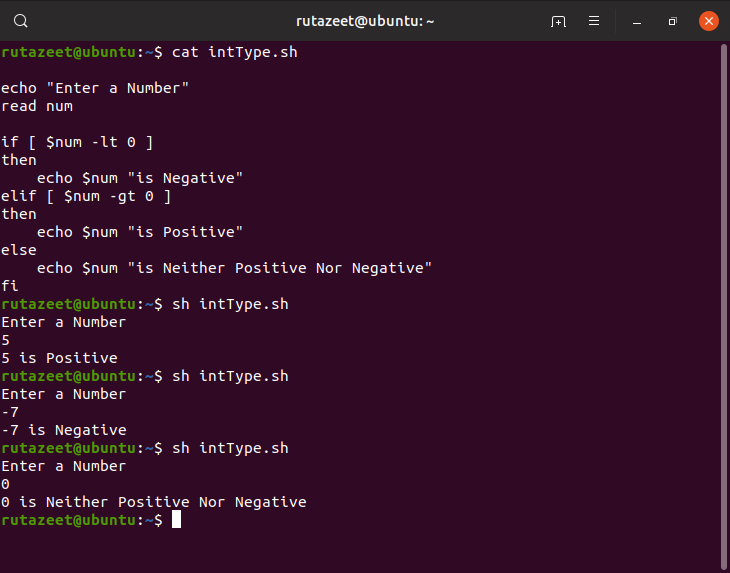 rutazeet@ubuntu: ~
rutazeet@ubuntu:~$ cat intType.sh

echo "Enter a Number"
read num

if [ $num -lt 0 ]
then
    echo $num "is Negative"
elif [ $num -gt 0 ]
then
    echo $num "is Positive"
else
    echo $num "is Neither Positive Nor Negative"
fi
rutazeet@ubuntu:~$ sh intType.sh
Enter a Number
5
5 is Positive
rutazeet@ubuntu:~$ sh intType.sh
Enter a Number
-7
-7 is Negative
rutazeet@ubuntu:~$ sh intType.sh
Enter a Number
0
0 is Neither Positive Nor Negative
rutazeet@ubuntu:~$